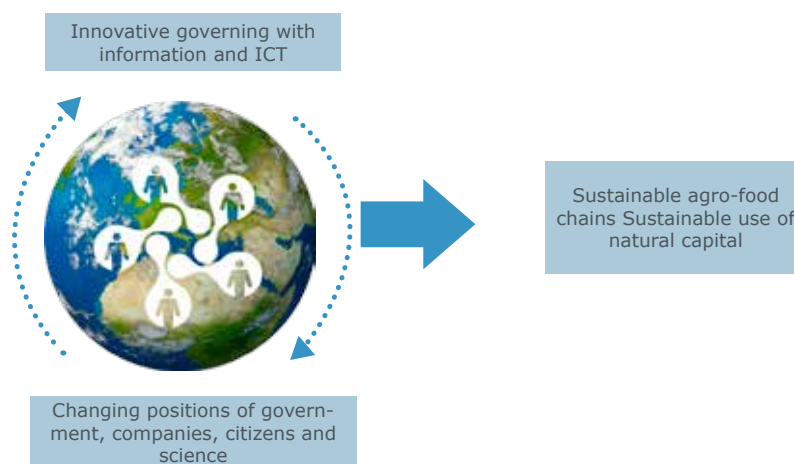 Innovative governing with
information and ICT
Sustainable agro-food
chains Sustainable use of
natural capital
Changing positions of govern-
ment, companies, citizens and
science